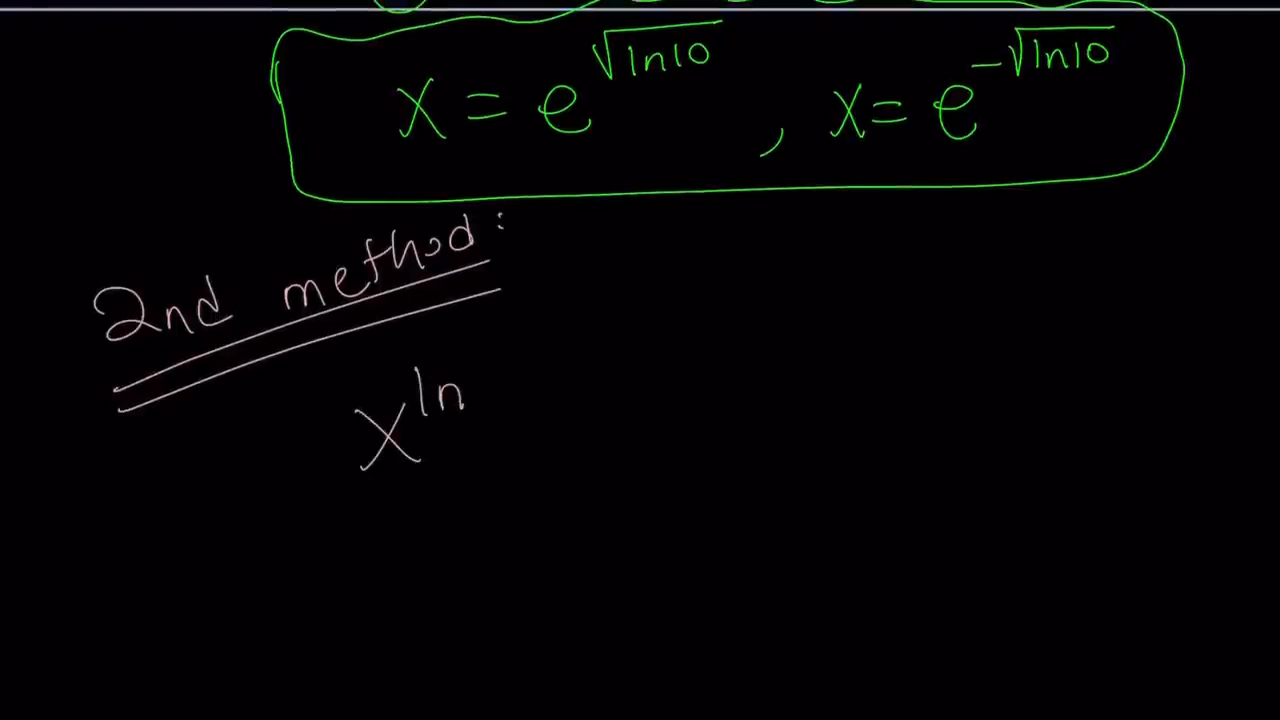 x = e^√ln10 , x = e^-√ln10
2nd method:
x^ln